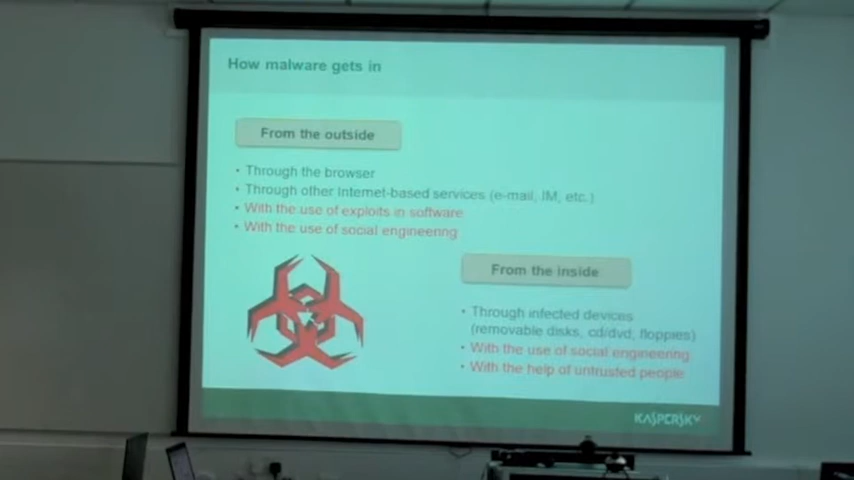 How malware gets in
From the outside
• Through the browser
• Through other Internet-based services (e-mail, IM, etc.)
• With the use of exploits in software
• With the use of social engineering
From the inside
• Through infected devices
(removable disks, cd/dvd, floppies)
• With the use of social engineering
• With the help of untrusted people
KASPERSKY